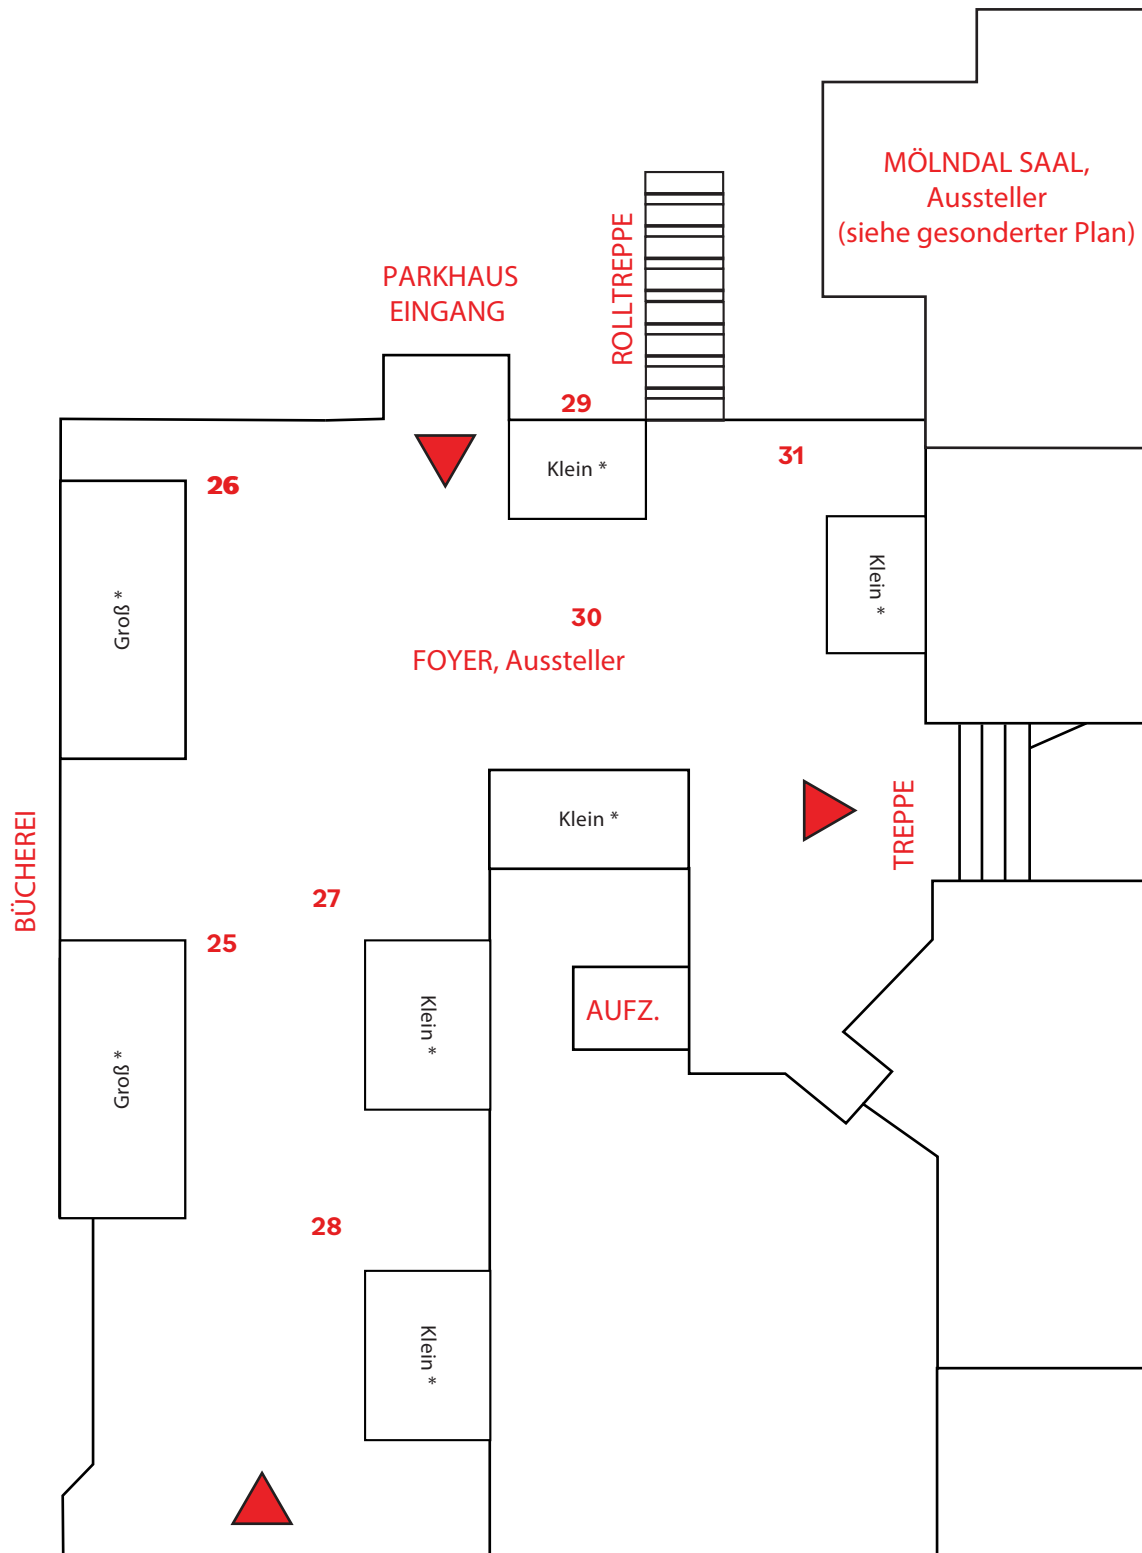 MÖLNDAL SAAL,
Aussteller
(siehe gesonderter Plan)
ROLLTREPPE
PARKHAUS
EINGANG
29
31
Klein *
26
Klein *
Groß *
30
FOYER, Aussteller
Klein *
TREPPE
BÜCHEREI
27
25
Klein *
AUFZ.
Groß *
28
Klein *